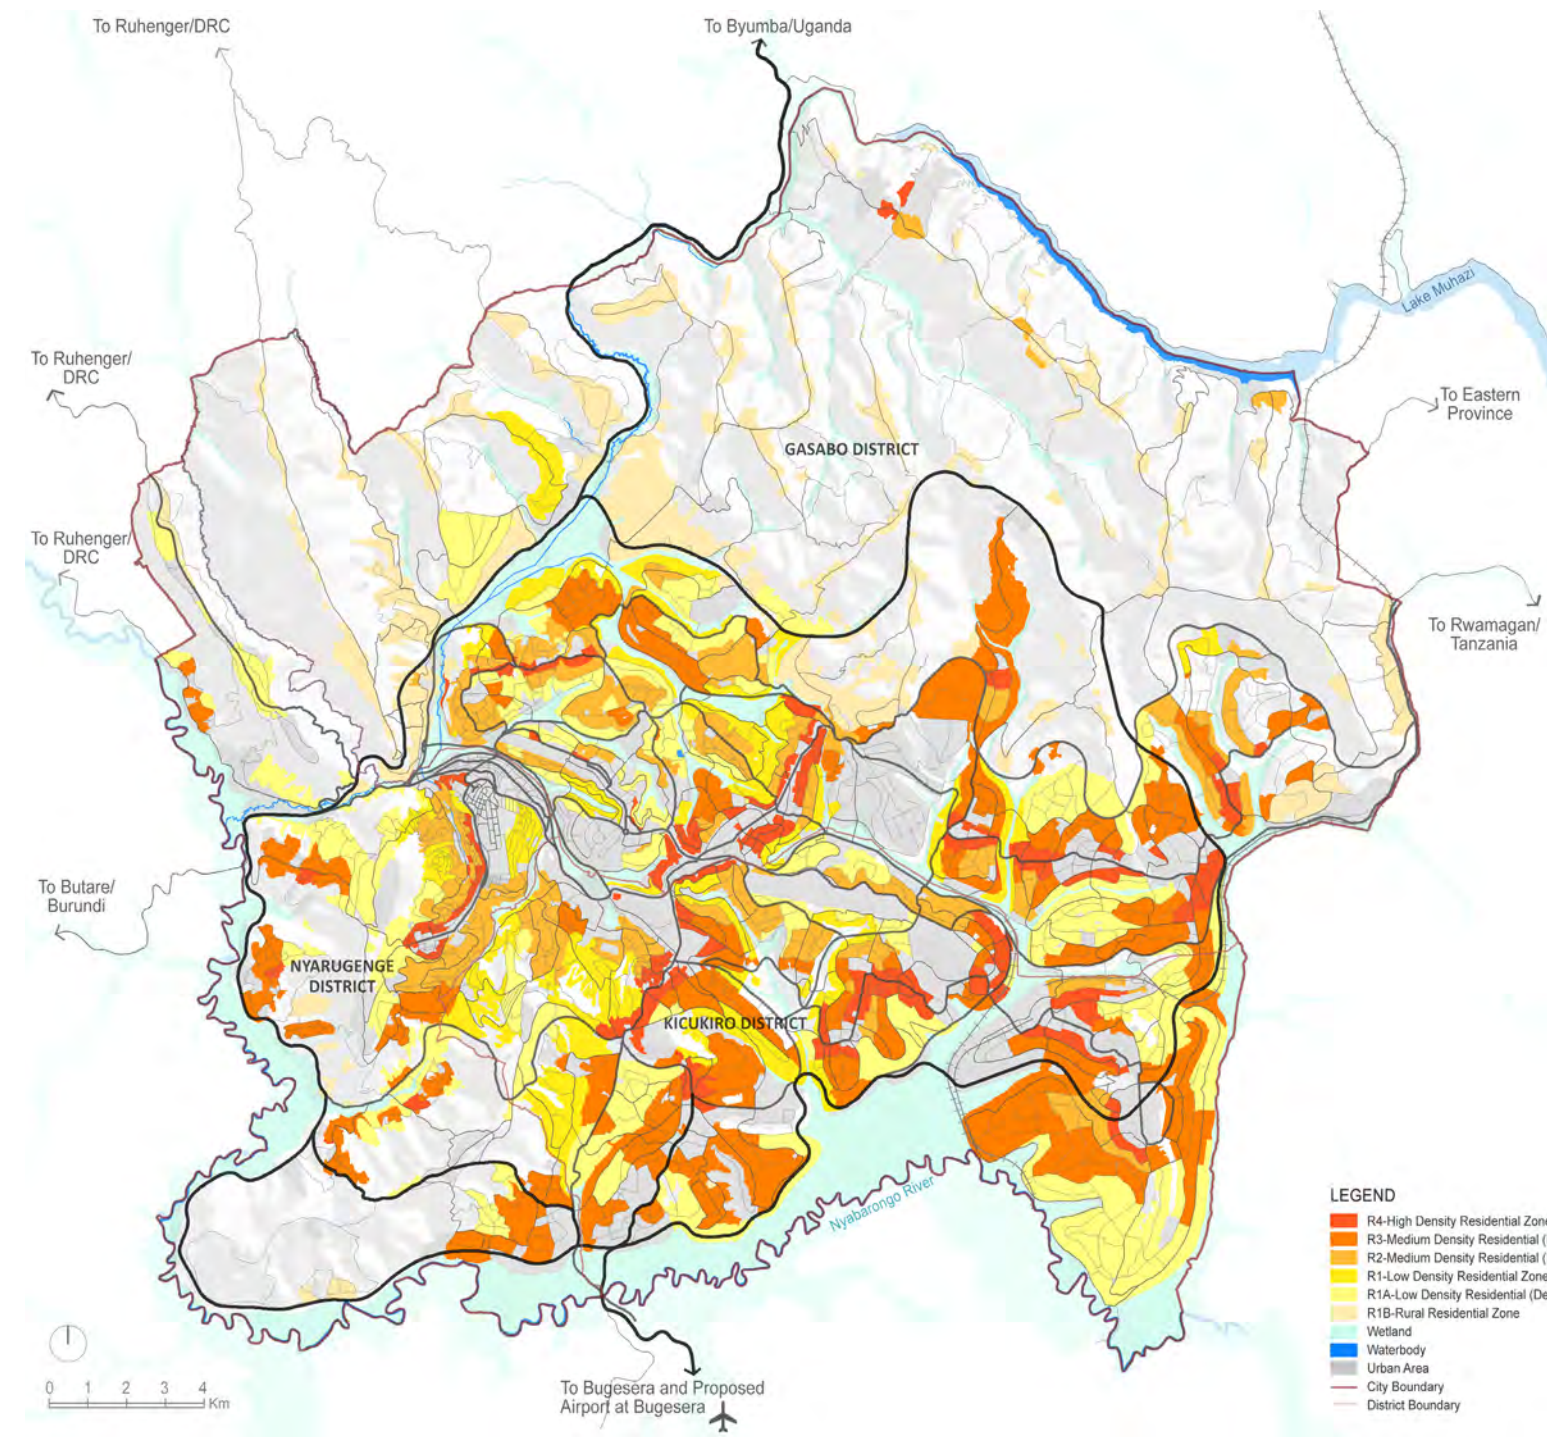 To Ruhenger/DRC
To Byumba/Uganda
Lake Muhazi
To Ruhenger/
DRC
To Eastern
Province
GASABO DISTRICT
To Ruhenger/
DRC
To Rwamagan/
Tanzania
To Butare/
Burundi
NYARUGENGE
DISTRICT
KICUKIRO DISTRICT
Nyabarongo River
LEGEND
R4-High Density Residential Zone
R3-Medium Density Residential (
R2-Medium Density Residential (
R1-Low Density Residential Zone
R1A-Low Density Residential (De
R1B-Rural Residential Zone
Wetland
Waterbody
Urban Area
City Boundary
District Boundary
0 1 2 3 4
Km
To Bugesera and Proposed
Airport at Bugesera